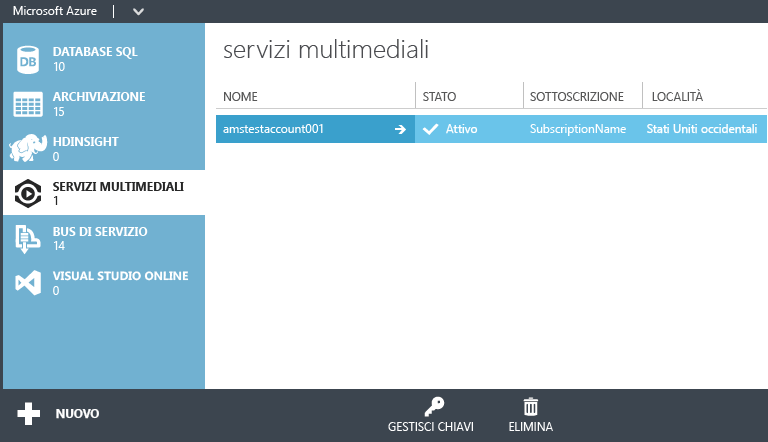 Microsoft Azure
DATABASE SQL
10
ARCHIVIAZIONE
15
HDINSIGHT
0
SERVIZI MULTIMEDIALI
1
BUS DI SERVIZIO
14
VISUAL STUDIO ONLINE
0
servizi multimediali
NOME STATO SOTTOSCRIZIONE LOCALITÀ
amstestaccount001 Attivo SubscriptionName Stati Uniti occidentali
NUOVO
GESTISCI CHIAVI
ELIMINA
DB